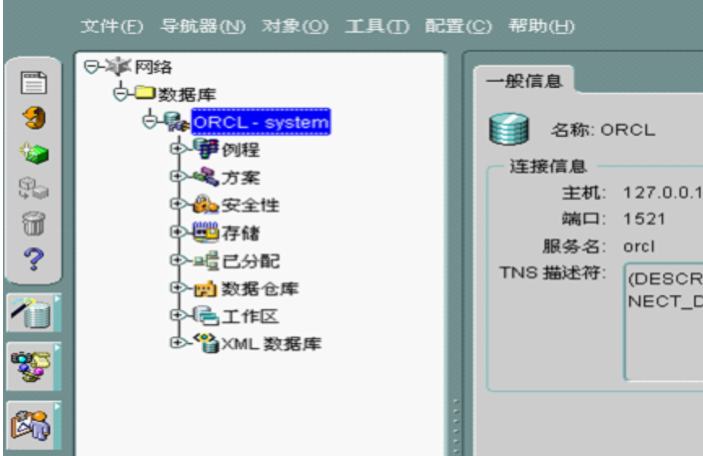 文件(F) 导航器(N) 对象(O) 工具(T) 配置(C) 帮助(H)
网络
数据库
ORCL - system
例程
方案
安全性
存储
已分配
数据仓库
工作区
XML 数据库
一般信息
名称: ORCL
连接信息
主机: 127.0.0.1
端口: 1521
服务名: orcl
TNS 描述符: (DESCR
NECT_D